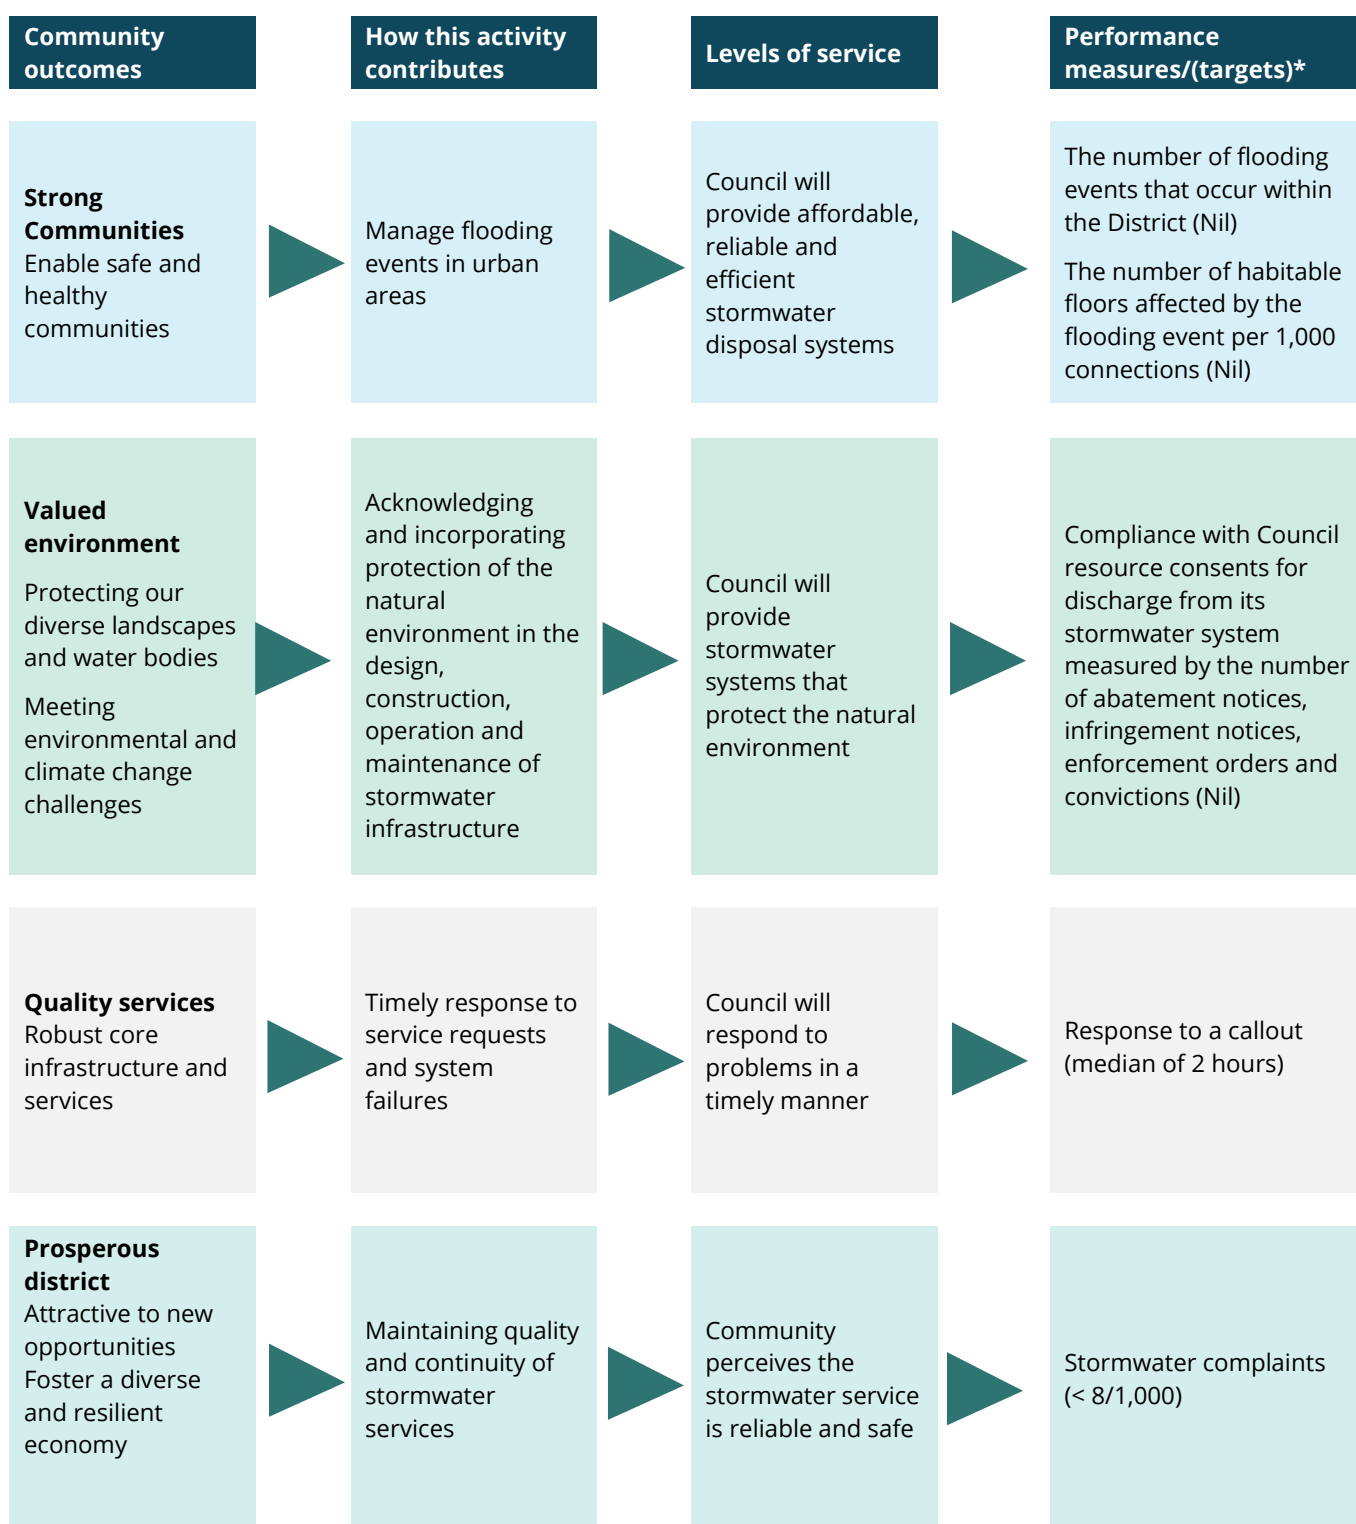 Community
outcomes
How this activity
contributes
Levels of service
Performance
measures/(targets)*
Strong
Communities
Enable safe and
healthy
communities
Manage flooding
events in urban
areas
Council will
provide affordable,
reliable and
efficient
stormwater
disposal systems
The number of flooding
events that occur within
the District (Nil)
The number of habitable
floors affected by the
flooding event per 1,000
connections (Nil)
Valued
environment
Protecting our
diverse landscapes
and water bodies
Meeting
environmental and
climate change
challenges
Acknowledging
and incorporating
protection of the
natural
environment in the
design,
construction,
operation and
maintenance of
stormwater
infrastructure
Council will
provide
stormwater
systems that
protect the natural
environment
Compliance with Council
resource consents for
discharge from its
stormwater system
measured by the number
of abatement notices,
infringement notices,
enforcement orders and
convictions (Nil)
Quality services
Robust core
infrastructure and
services
Timely response to
service requests
and system
failures
Council will
respond to
problems in a
timely manner
Response to a callout
(median of 2 hours)
Prosperous
district
Attractive to new
opportunities
Foster a diverse
and resilient
economy
Maintaining quality
and continuity of
stormwater
services
Community
perceives the
stormwater service
is reliable and safe
Stormwater complaints
(< 8/1,000)